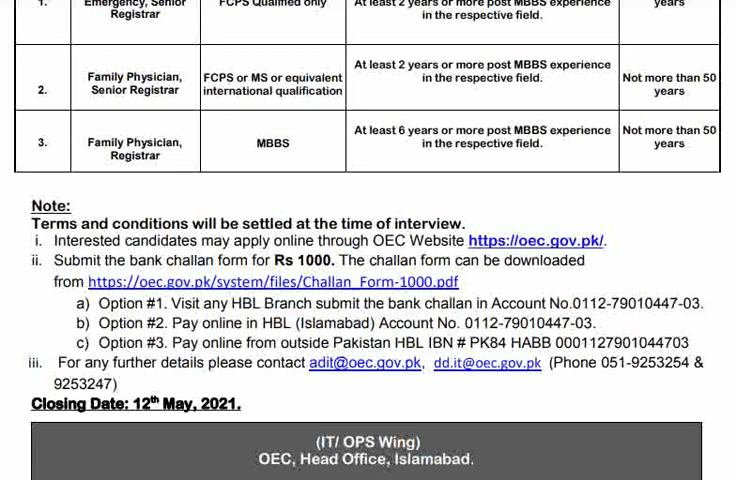 1.
Emergency, Senior
Registrar
FCPS Qualified only
At least 2 years or more post MBBS experience
in the respective field.
years
2.
Family Physician,
Senior Registrar
FCPS or MS or equivalent
international qualification
At least 2 years or more post MBBS experience
in the respective field.
Not more than 50
years
3.
Family Physician,
Registrar
MBBS
At least 6 years or more post MBBS experience
in the respective field.
Not more than 50
years
Note:
Terms and conditions will be settled at the time of interview.
i. Interested candidates may apply online through OEC Website https://oec.gov.pk/.
ii. Submit the bank challan form for Rs 1000. The challan form can be downloaded
from https://oec.gov.pk/system/files/Challan_Form-1000.pdf
a) Option #1. Visit any HBL Branch submit the bank challan in Account No.0112-79010447-03.
b) Option #2. Pay online in HBL (Islamabad) Account No. 0112-79010447-03.
c) Option #3. Pay online from outside Pakistan HBL IBN # PK84 HABB 0001127901044703
iii. For any further details please contact adit@oec.gov.pk, dd.it@oec.gov.pk (Phone 051-9253254 &
9253247)
Closing Date: 12th May, 2021.
(IT/ OPS Wing)
OEC, Head Office, Islamabad.